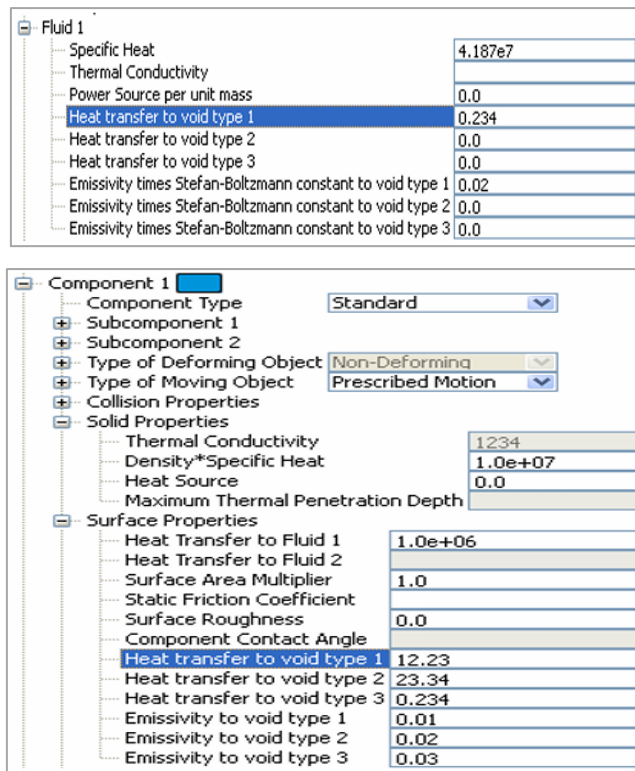 Fluid 1
Specific Heat 4.187e7
Thermal Conductivity
Power Source per unit mass 0.0
Heat transfer to void type 1 0.234
Heat transfer to void type 2 0.0
Heat transfer to void type 3 0.0
Emissivity times Stefan-Boltzmann constant to void type 1 0.02
Emissivity times Stefan-Boltzmann constant to void type 2 0.0
Emissivity times Stefan-Boltzmann constant to void type 3 0.0
Component 1
Component Type Standard
Subcomponent 1
Subcomponent 2
Type of Deforming Object Non-Deforming
Type of Moving Object Prescribed Motion
Collision Properties
Solid Properties
Thermal Conductivity 1234
Density*Specific Heat 1.0e+07
Heat Source 0.0
Maximum Thermal Penetration Depth
Surface Properties
Heat Transfer to Fluid 1 1.0e+06
Heat Transfer to Fluid 2
Surface Area Multiplier 1.0
Static Friction Coefficient
Surface Roughness 0.0
Component Contact Angle
Heat transfer to void type 1 12.23
Heat transfer to void type 2 23.34
Heat transfer to void type 3 0.234
Emissivity to void type 1 0.01
Emissivity to void type 2 0.02
Emissivity to void type 3 0.03